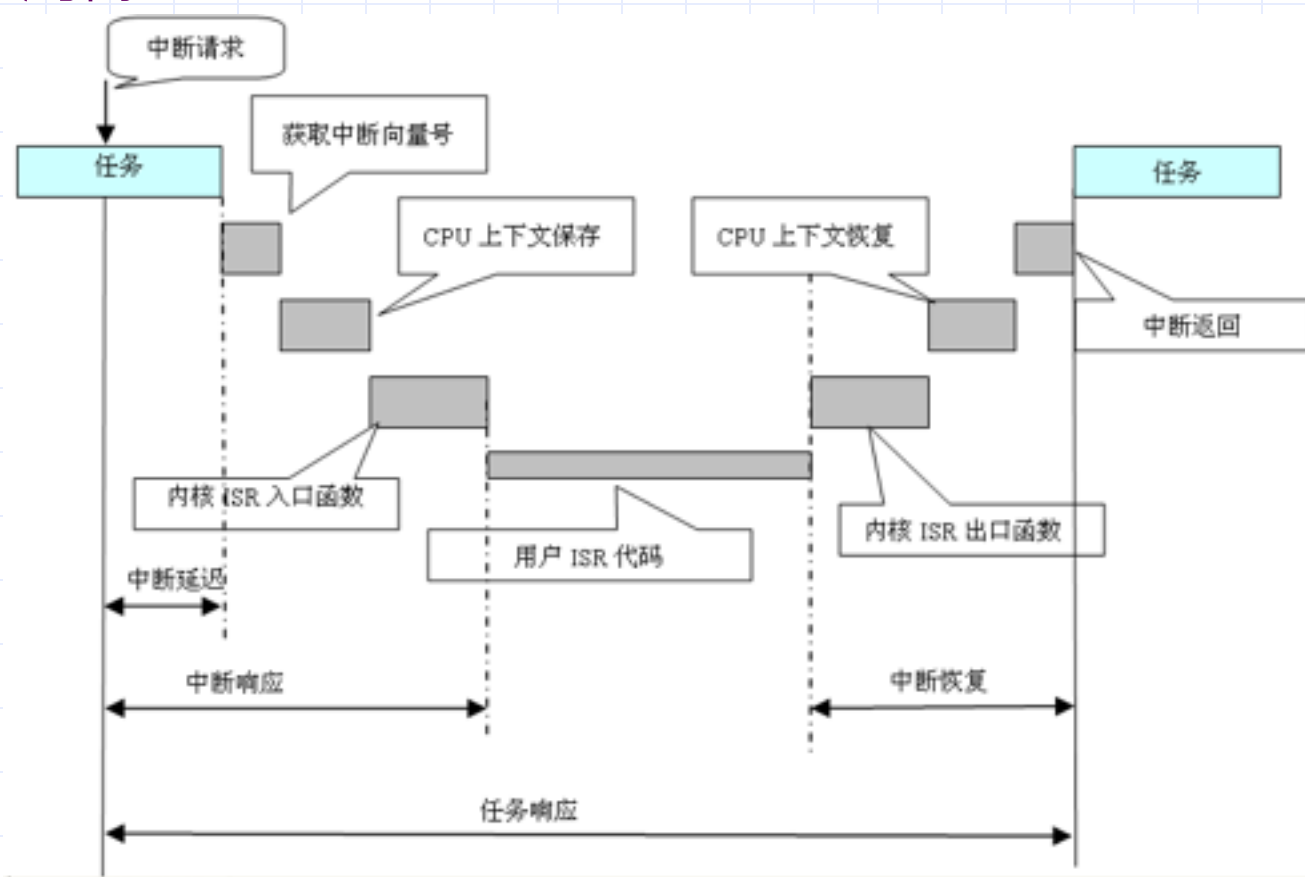 中断请求
获取中断向量号
任务
任务
CPU 上下文保存
CPU 上下文恢复
中断返回
内核 ISR 入口函数
用户 ISR 代码
内核 ISR 出口函数
中断延迟
中断响应
中断恢复
任务响应